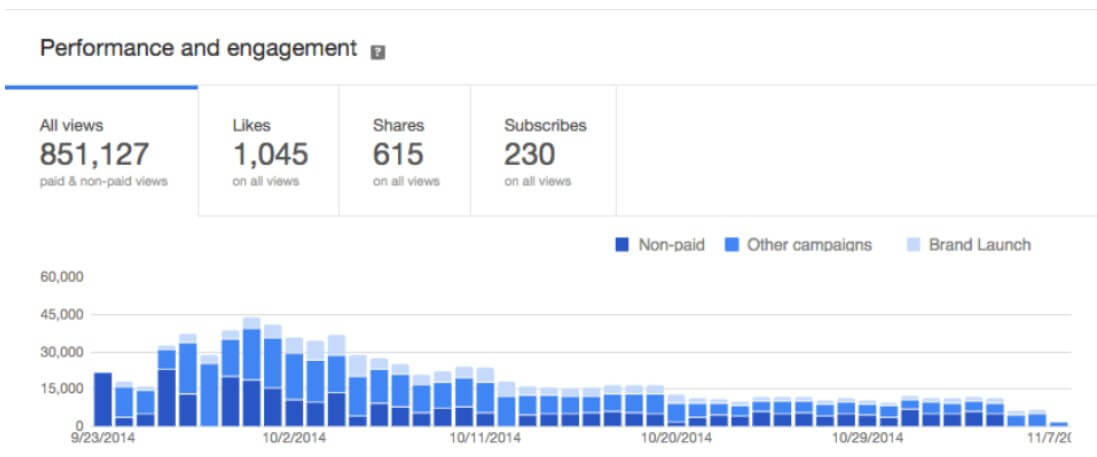 Performance and engagement ?
All views
851,127
paid & non-paid views
Likes
1,045
on all views
Shares
615
on all views
Subscribes
230
on all views
Non-paid Other campaigns Brand Launch
60,000
45,000
30,000
15,000
0
9/23/2014 10/2/2014 10/11/2014 10/20/2014 10/29/2014 11/7/20